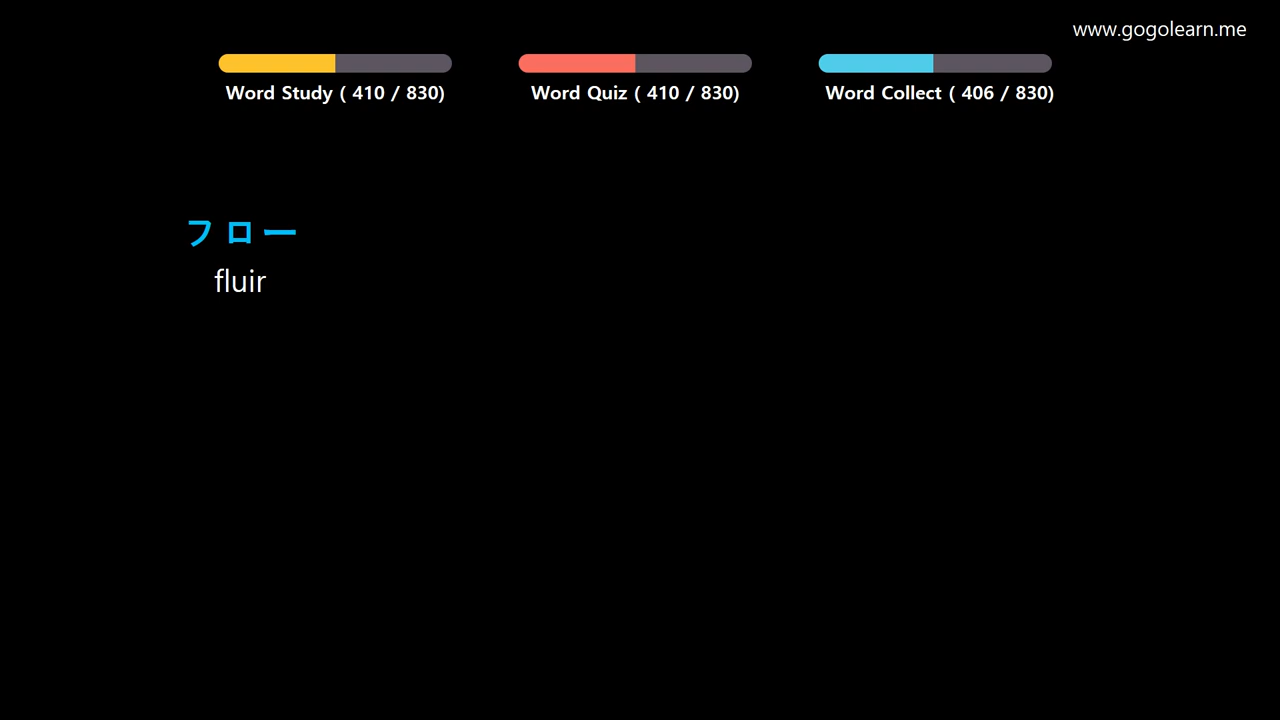 www.gogolearn.me
Word Study ( 410 / 830)
Word Quiz ( 410 / 830)
Word Collect ( 406 / 830)
フロー
fluir